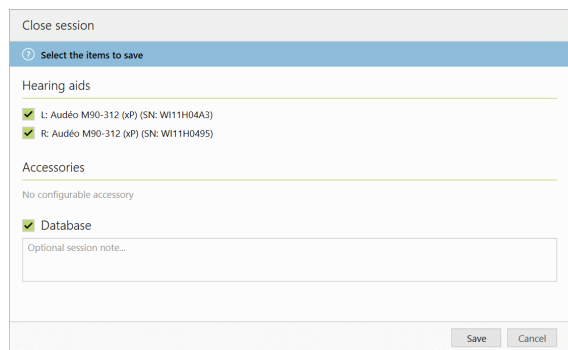 Close session
Select the items to save
Hearing aids
L: Audéo M90-312 (xP) (SN: WI11H04A3)
R: Audéo M90-312 (xP) (SN: WI11H0495)
Accessories
No configurable accessory
Database
Optional session note...
Save Cancel